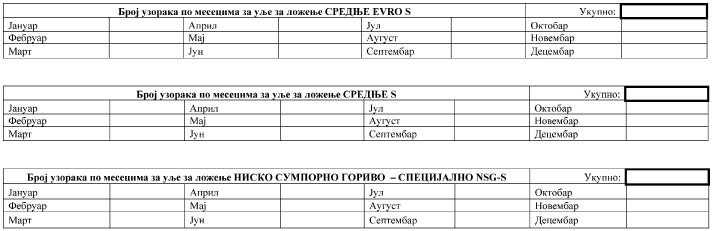 Број узорака по месецима за уље за ложење СРЕДЊЕ EVRO S Укупно:
Јануар Април Јул Октобар
Фебруар Мај Аугуст Новембар
Март Јун Септембар Децембар
Број узорака по месецима за уље за ложење СРЕДЊЕ S Укупно:
Јануар Април Јул Октобар
Фебруар Мај Аугуст Новембар
Март Јун Септембар Децембар
Број узорака по месецима за уље за ложење НИСКО СУМПОРНО ГОРИВО – СПЕЦИЈАЛНО NSG-S Укупно:
Јануар Април Јул Октобар
Фебруар Мај Аугуст Новембар
Март Јун Септембар Децембар